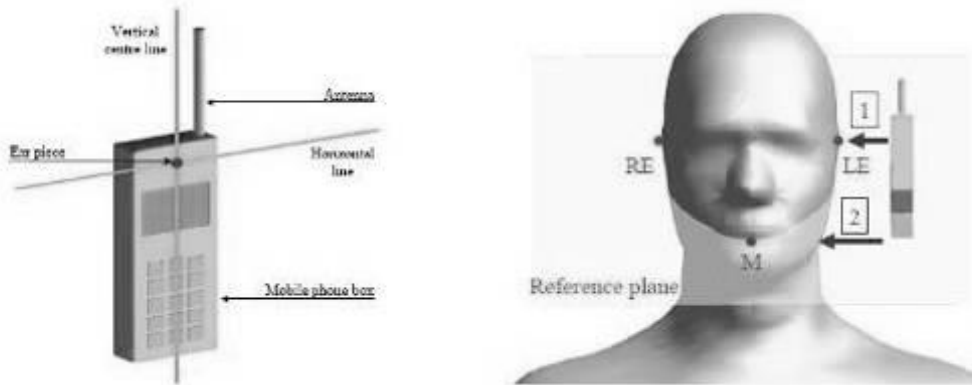 Vertical
centre line
Antenna
Ear piece
Horizontal
line
Mobile phone box
1
RE
LE
2
M
Reference plane